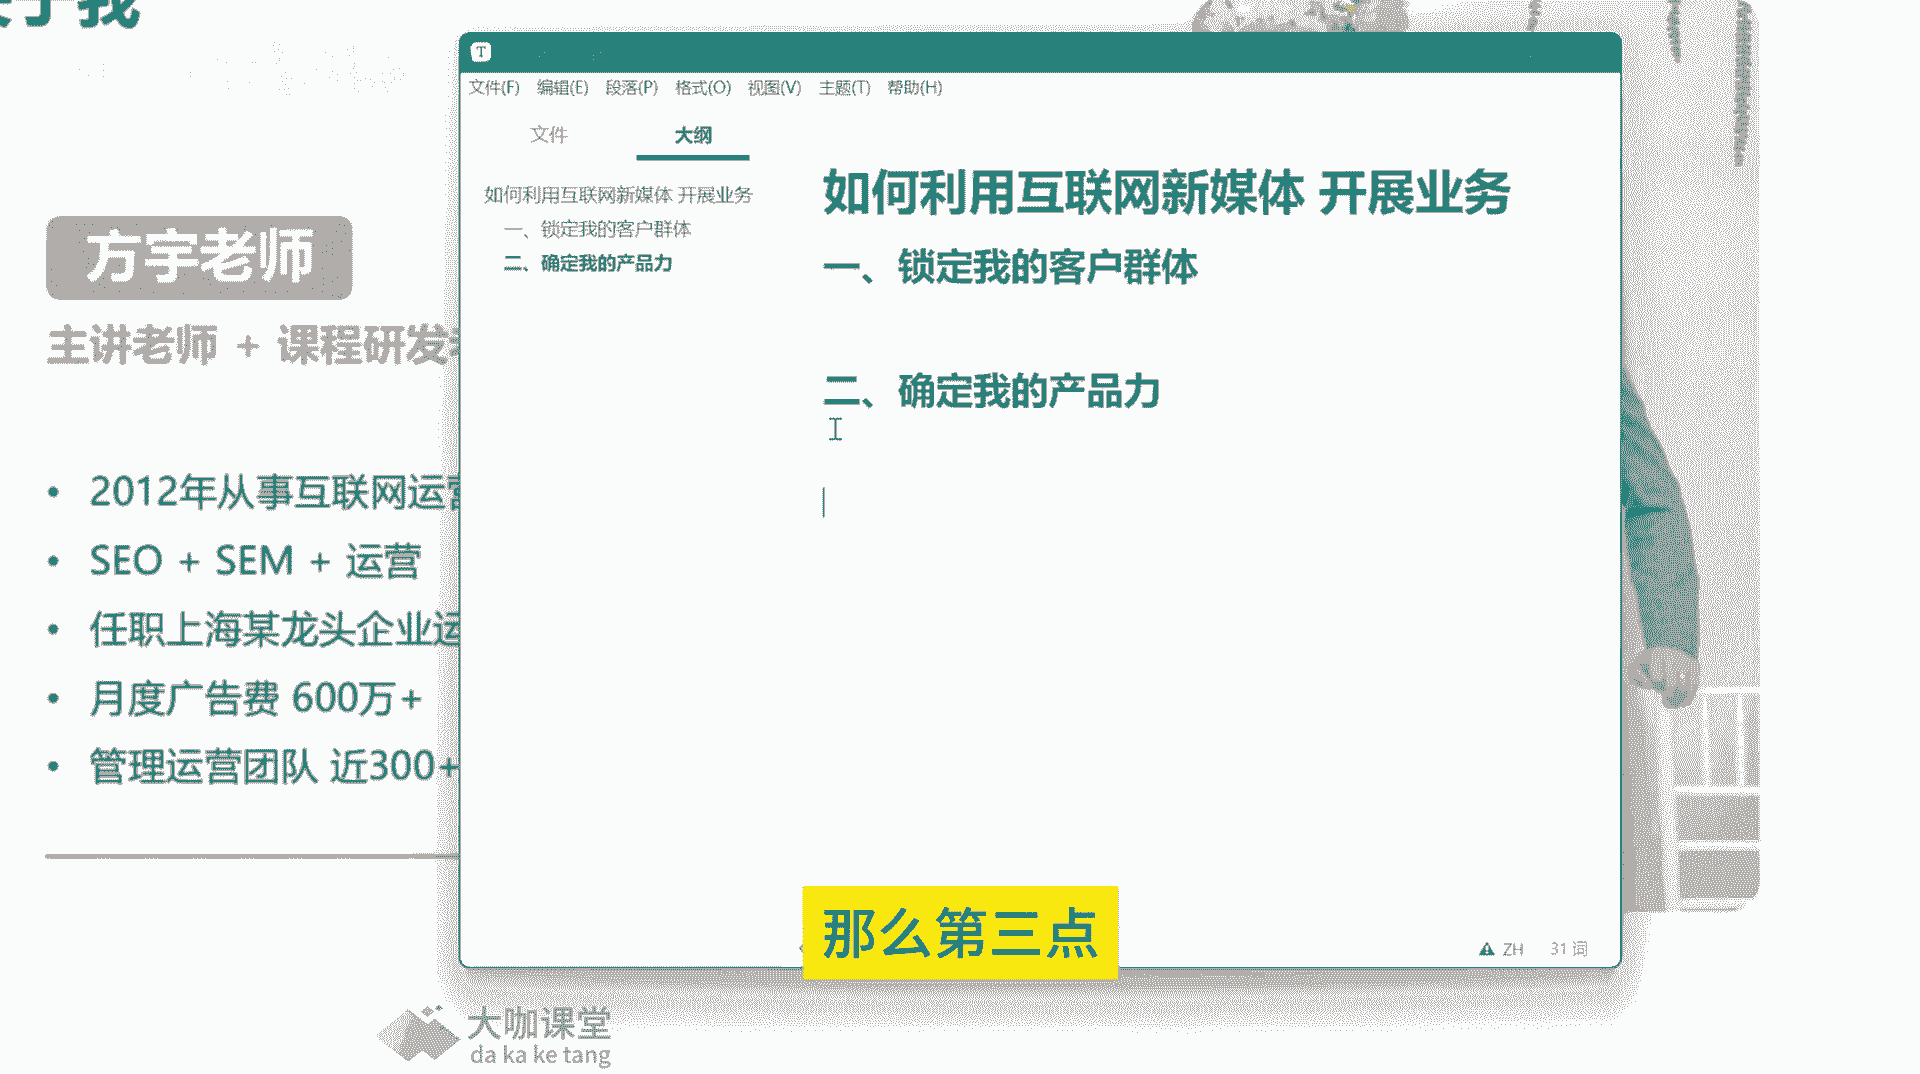 方宇老师
主讲老师 + 课程研发
2012年从事互联网运营
SEO + SEM + 运营
任职上海某龙头企业运
月度广告费 600万+
管理运营团队 近300+
T
文件(F) 编辑(E) 段落(P) 格式(O) 视图(V) 主题(T) 帮助(H)
文件 大纲
如何利用互联网新媒体 开展业务
一、锁定我的客户群体
二、确定我的产品力
如何利用互联网新媒体 开展业务
一、锁定我的客户群体
二、确定我的产品力
那么第三点
ZH 31 词
大咖课堂
da ka ke tang